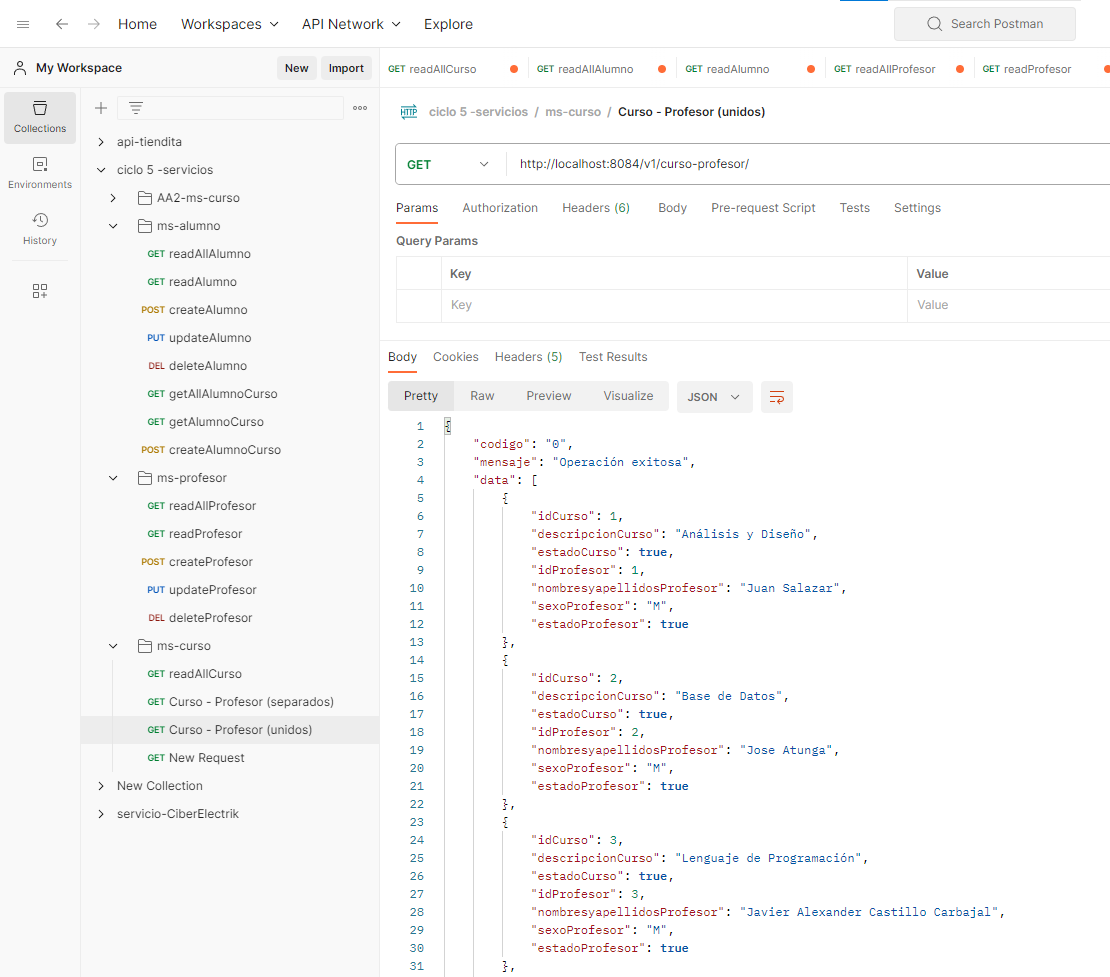 Home Workspaces API Network Explore Search Postman
My Workspace New Import
GET readAllCurso GET readAllAlumno GET readAlumno GET readAllProfesor GET readProfesor
Collections
Environments
History
api-tiendita
ciclo 5 -servicios
AA2-ms-curso
ms-alumno
GET readAllAlumno
GET readAlumno
POST createAlumno
PUT updateAlumno
DEL deleteAlumno
GET getAllAlumnoCurso
GET getAlumnoCurso
POST createAlumnoCurso
ms-profesor
GET readAllProfesor
GET readProfesor
POST createProfesor
PUT updateProfesor
DEL deleteProfesor
ms-curso
GET readAllCurso
GET Curso - Profesor (separados)
GET Curso - Profesor (unidos)
GET New Request
New Collection
servicio-CiberElectrik
HTTP ciclo 5 -servicios / ms-curso / Curso - Profesor (unidos)
GET http://localhost:8084/v1/curso-profesor/
Params Authorization Headers (6) Body Pre-request Script Tests Settings
Query Params
Key Value
Key Value
Body Cookies Headers (5) Test Results
Pretty Raw Preview Visualize JSON
1 {
2 "codigo": "0",
3 "mensaje": "Operación exitosa",
4 "data": [
5 {
6 "idCurso": 1,
7 "descripcionCurso": "Análisis y Diseño",
8 "estadoCurso": true,
9 "idProfesor": 1,
10 "nombresyapellidosProfesor": "Juan Salazar",
11 "sexoProfesor": "M",
12 "estadoProfesor": true
13 },
14 {
15 "idCurso": 2,
16 "descripcionCurso": "Base de Datos",
17 "estadoCurso": true,
18 "idProfesor": 2,
19 "nombresyapellidosProfesor": "Jose Atunga",
20 "sexoProfesor": "M",
21 "estadoProfesor": true
22 },
23 {
24 "idCurso": 3,
25 "descripcionCurso": "Lenguaje de Programación",
26 "estadoCurso": true,
27 "idProfesor": 3,
28 "nombresyapellidosProfesor": "Javier Alexander Castillo Carbajal",
29 "sexoProfesor": "M",
30 "estadoProfesor": true
31 },